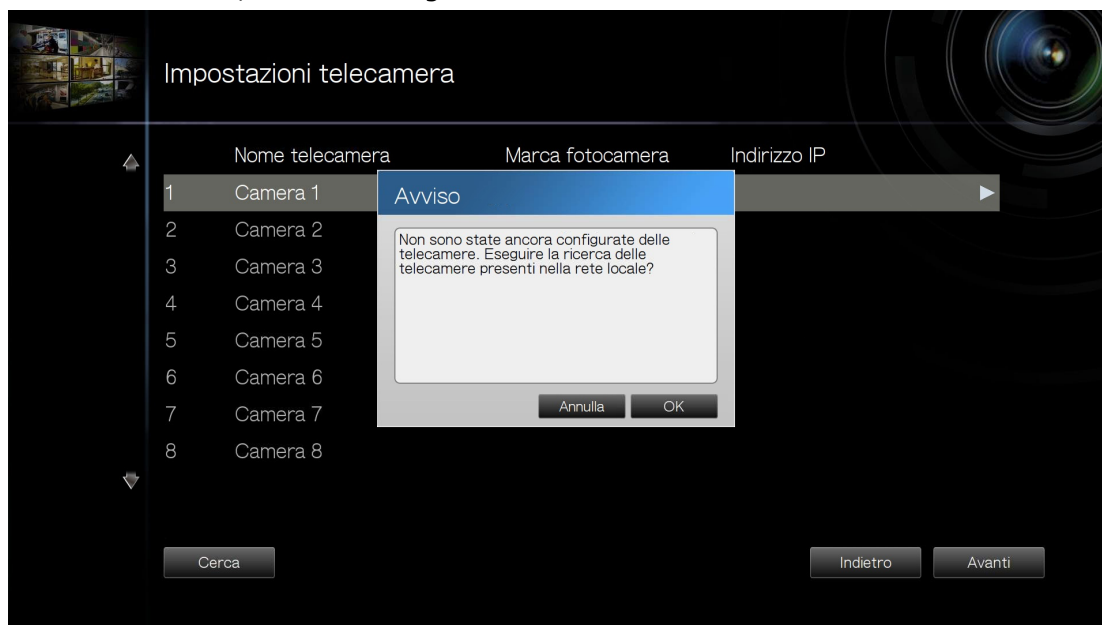 Impostazioni telecamera
Nome telecamera Marca fotocamera Indirizzo IP
1 Camera 1
2 Camera 2
3 Camera 3
4 Camera 4
5 Camera 5
6 Camera 6
7 Camera 7
8 Camera 8
Avviso
Non sono state ancora configurate delle
telecamere. Eseguire la ricerca delle
telecamere presenti nella rete locale?
Annulla OK
Cerca Indietro Avanti